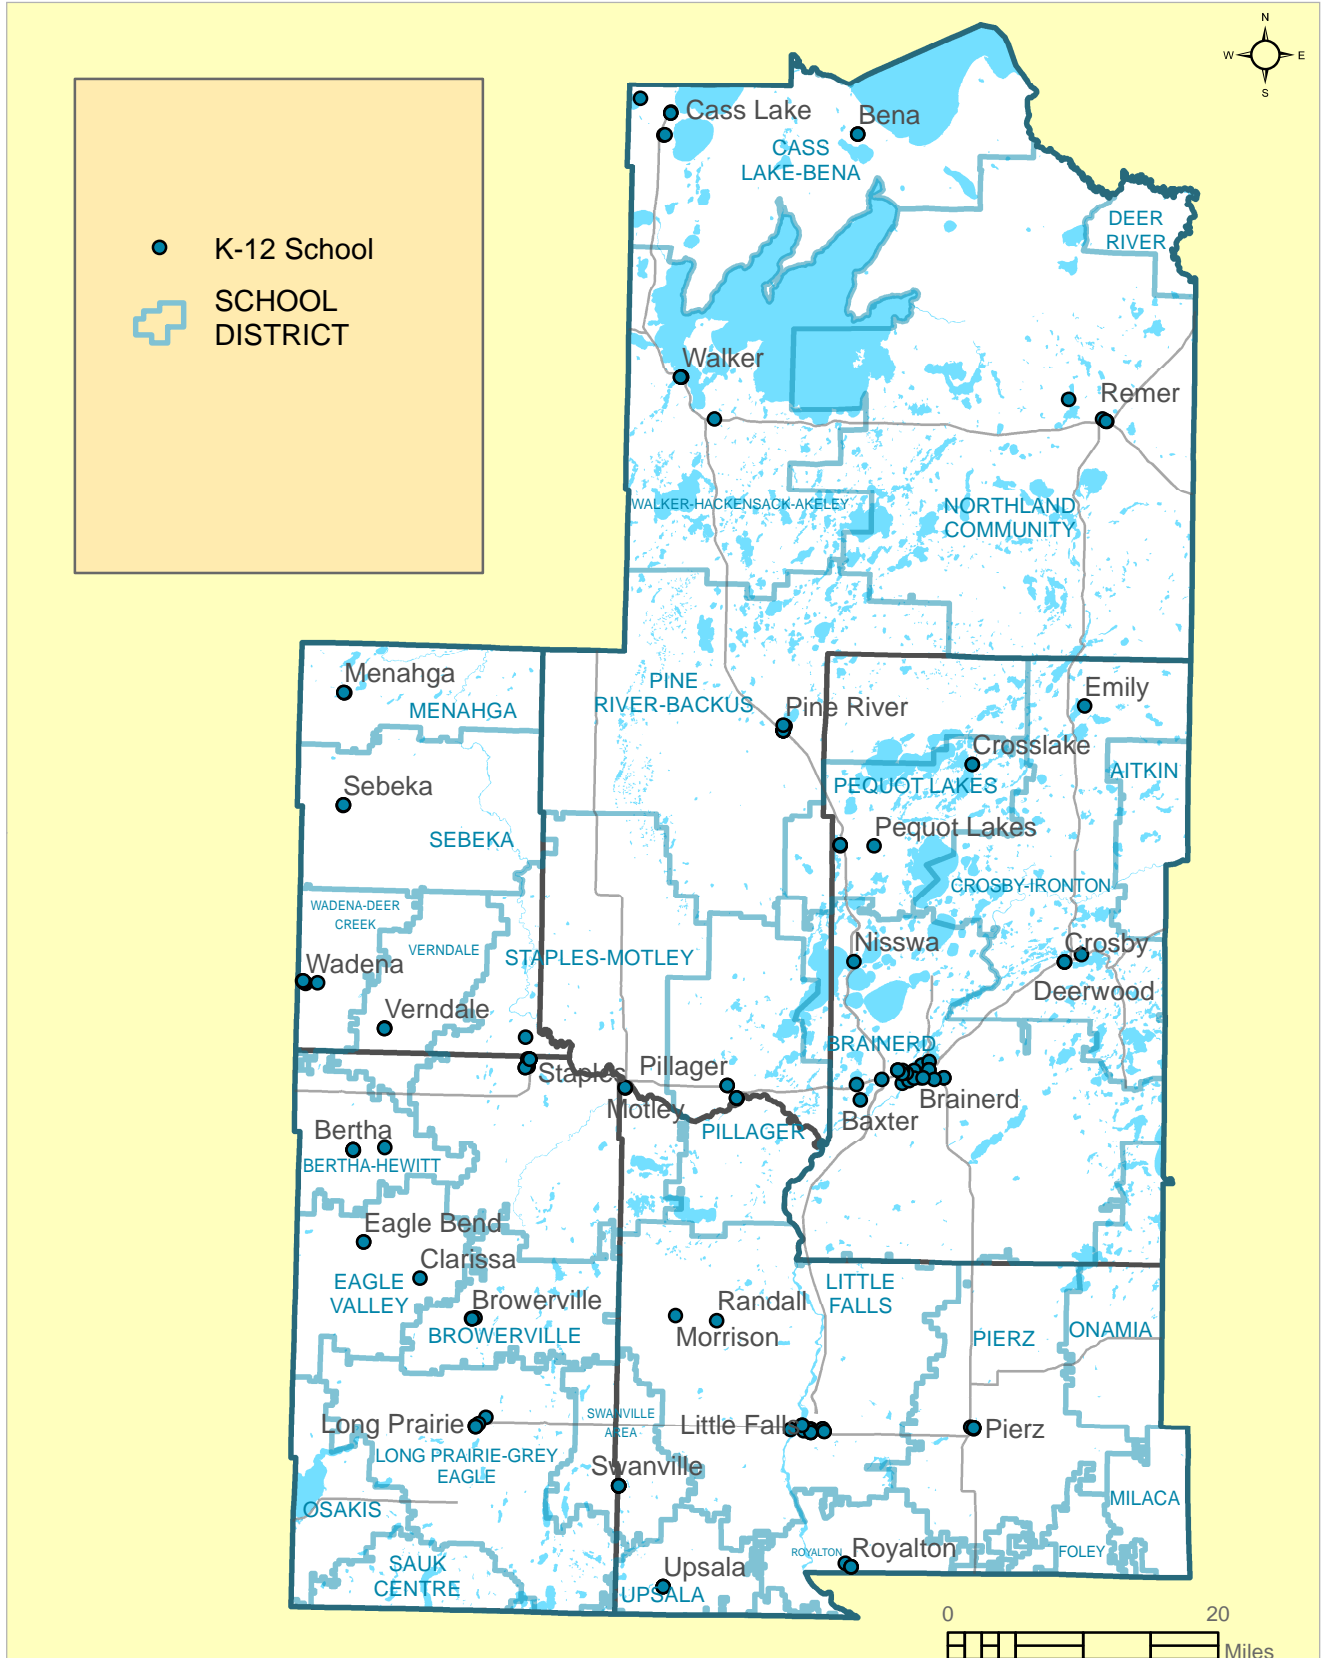 N
W
E
S
K-12 School
SCHOOL
DISTRICT
Cass Lake
Bena
CASS
LAKE-BENA
DEER
RIVER
Walker
Remer
WALKER-HACKENSACK-AKELEY
NORTHLAND
COMMUNITY
Menahga
MENAHGA
PINE
RIVER-BACKUS
Pine River
Emily
Crosslake
AITKIN
PEQUOT LAKES
Sebeka
SEBEKA
Pequot Lakes
CROSBY-IRONTON
WADENA-DEER
CREEK
VERNDALE
STAPLES-MOTLEY
Nisswa
Crosby
Wadena
Deerwood
Verndale
BRAINERD
Staples
Pillager
Motley
Brainerd
Baxter
PILLAGER
Bertha
BERTHA-HEWITT
Eagle Bend
Clarissa
EAGLE
VALLEY
LITTLE
FALLS
Browerville
BROWERVILLE
Randall
Morrison
PIERZ
ONAMIA
Long Prairie
SWANVILLE
AREA
Little Falls
Pierz
LONG PRAIRIE-GREY
EAGLE
Swanville
MILACA
OSAKIS
SAUK
CENTRE
Upsala
UPSALA
ROYALTON
Royalton
FOLEY
0
20
Miles